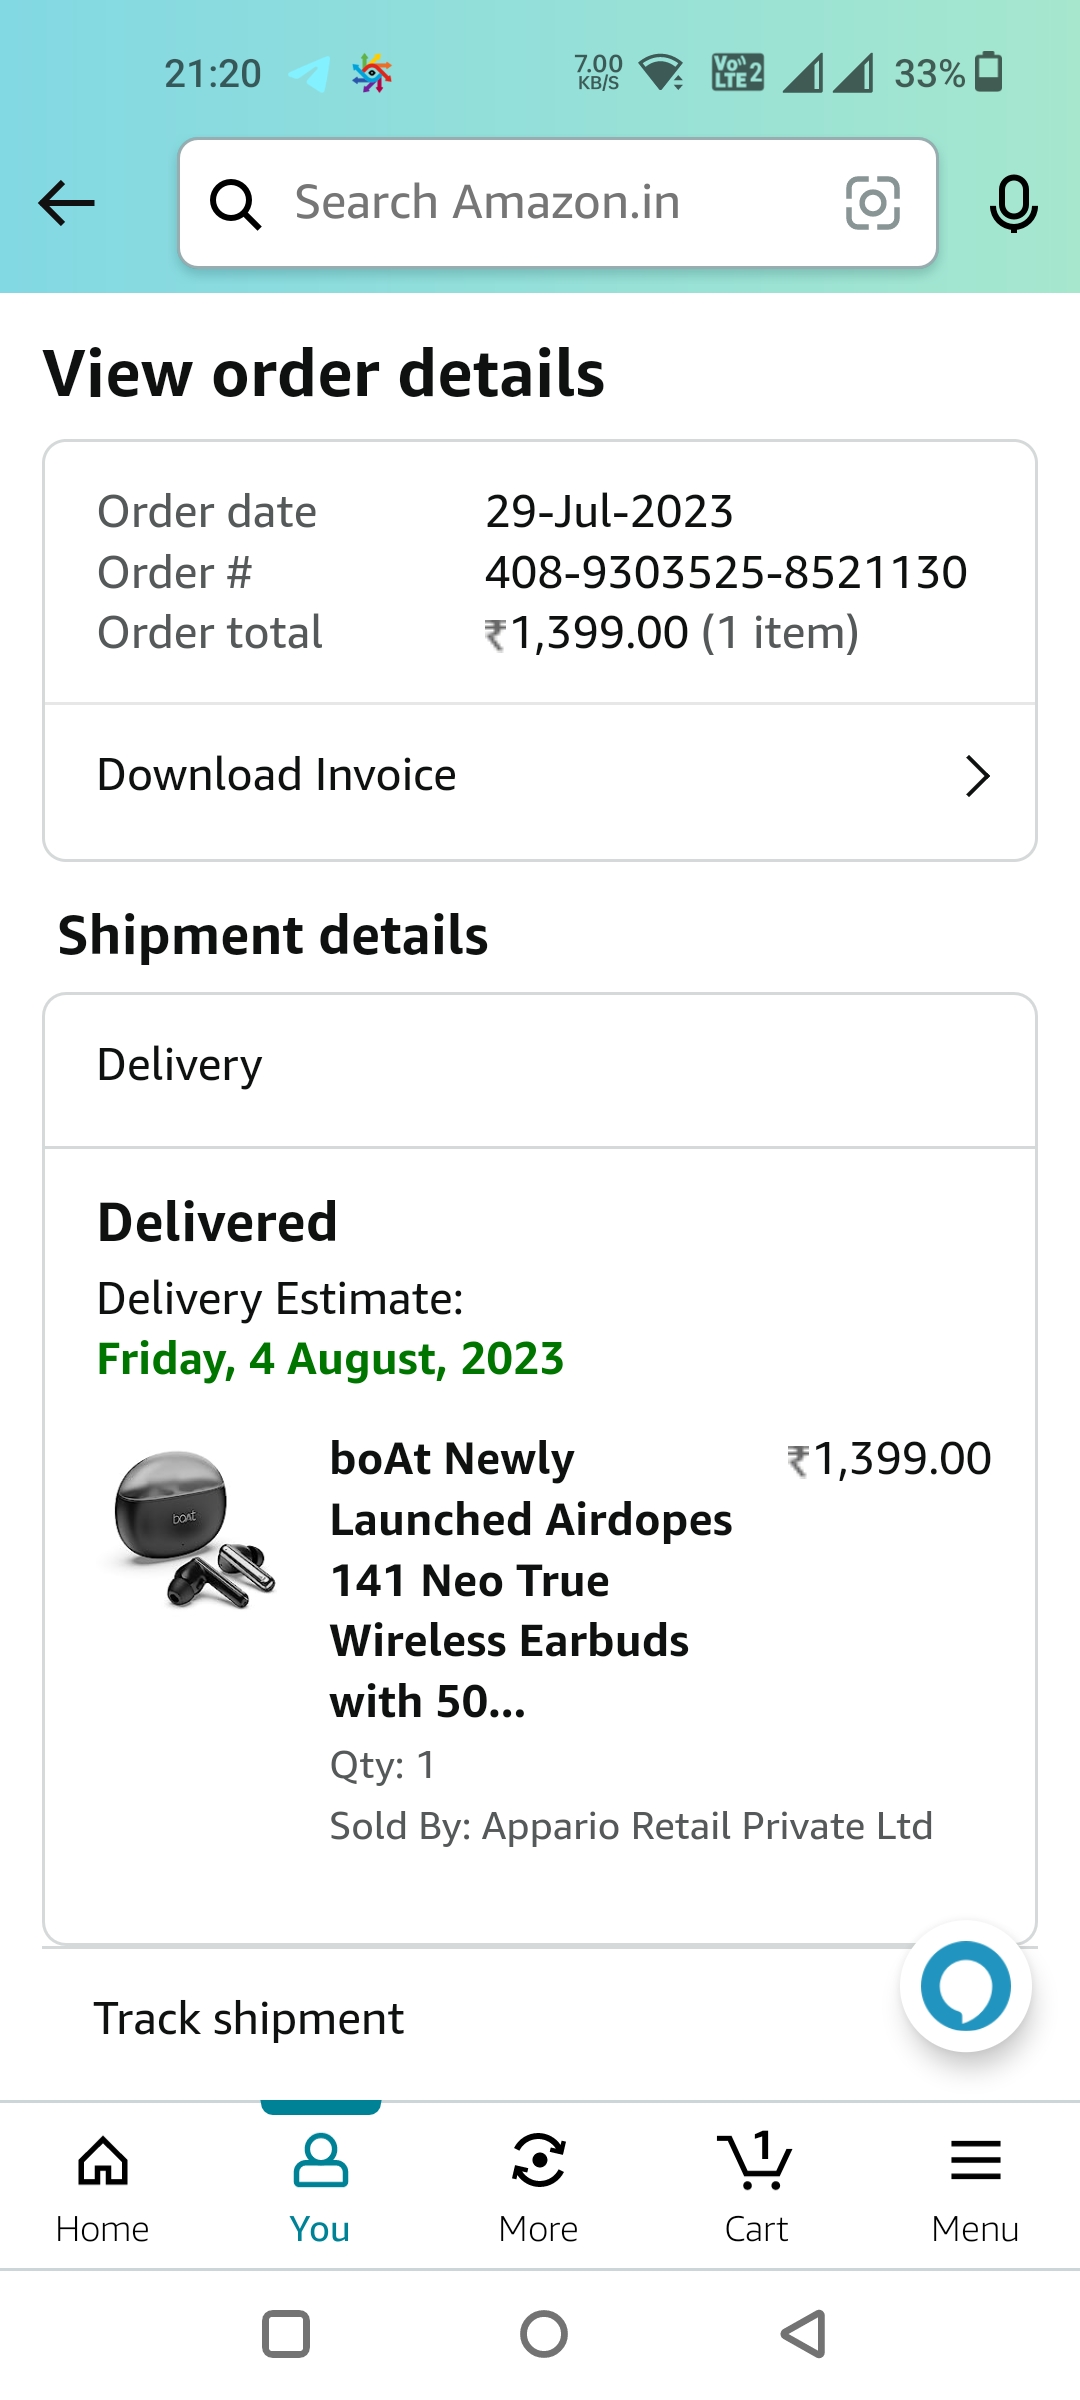 21:20
7.00
KB/S
Vo))
LTE 2
33%
Search Amazon.in
View order details
Order date 29-Jul-2023
Order # 408-9303525-8521130
Order total ₹1,399.00 (1 item)
Download Invoice
Shipment details
Delivery
Delivered
Delivery Estimate:
Friday, 4 August, 2023
boAt Newly ₹1,399.00
Launched Airdopes
141 Neo True
Wireless Earbuds
with 50...
Qty: 1
Sold By: Appario Retail Private Ltd
boAt
Track shipment
1
Home You More Cart Menu